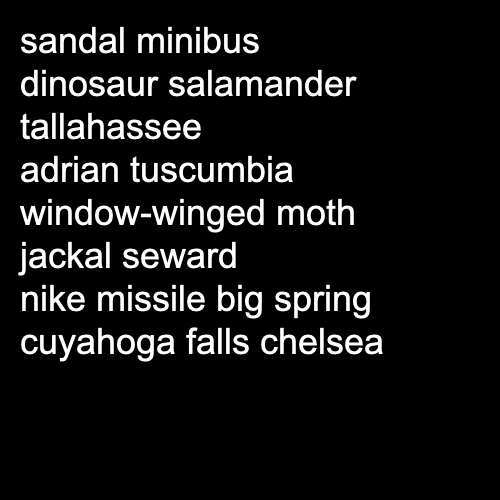 sandal minibus
dinosaur salamander
tallahassee
adrian tuscumbia
window-winged moth
jackal seward
nike missile big spring
cuyahoga falls chelsea